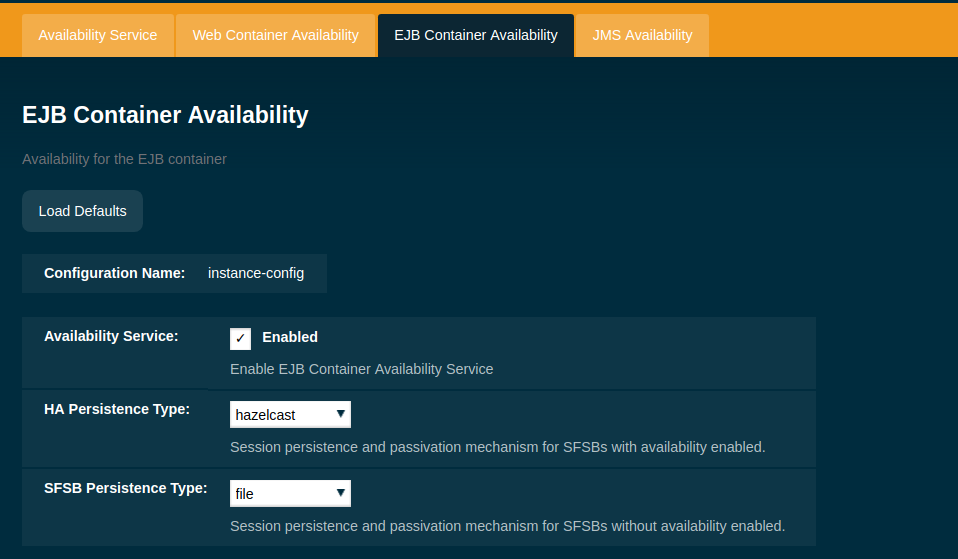 Availability Service Web Container Availability EJB Container Availability JMS Availability
EJB Container Availability
Availability for the EJB container
Load Defaults
Configuration Name: instance-config
Availability Service: ✓ Enabled
Enable EJB Container Availability Service
HA Persistence Type: hazelcast
Session persistence and passivation mechanism for SFSBs with availability enabled.
SFSB Persistence Type: file
Session persistence and passivation mechanism for SFSBs without availability enabled.